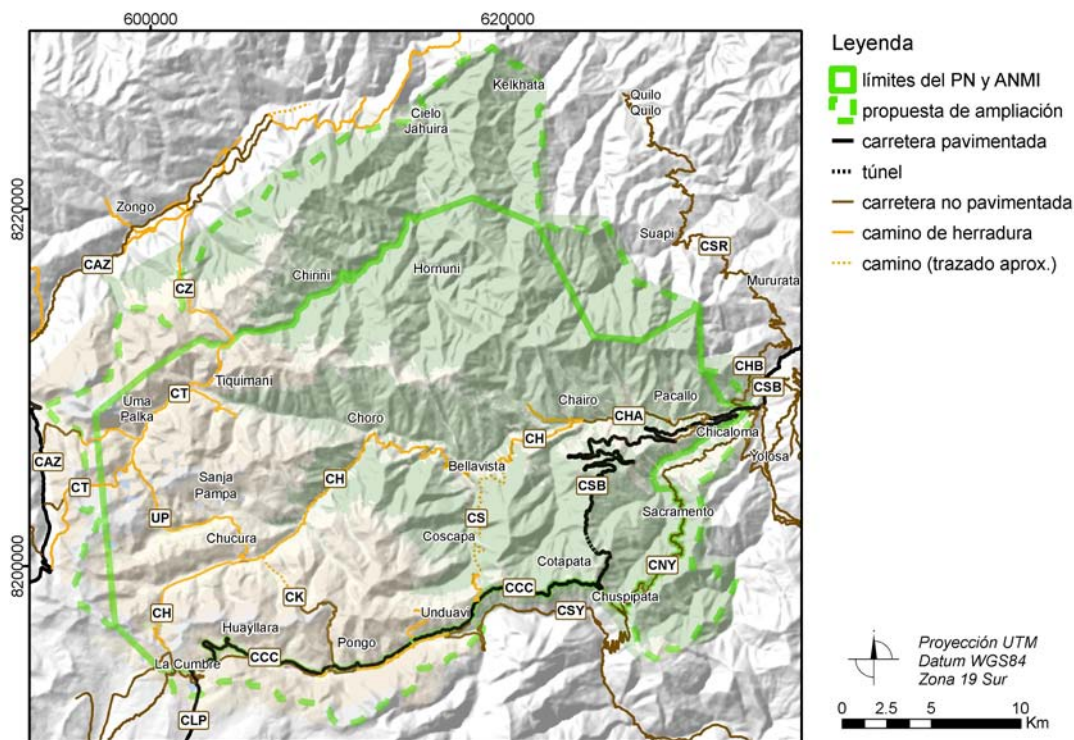 600000
620000
820000
8200000
Kelkhata
Cielo
Jahuira
Quilo
Quilo
Zongo
Suapi
CAZ
CSR
Chirini
Hornuni
CZ
Mururata
CHB
CSB
Tiquimani
Uma
Palka
CT
Chairo
Pacallo
Choro
CHA
Chicaloma
CH
Bellavista
Yolosa
CAZ
CT
Sanja
Pampa
CH
CSB
Sacramento
UP
CS
Chucura
Coscapa
Cotapata
CNY
CK
CCC
Chuspipata
CH
Huayllara
Unduavi
CSY
Pongo
CCC
La Cumbre
CLP
Leyenda
límites del PN y ANMI
propuesta de ampliación
carretera pavimentada
túnel
carretera no pavimentada
camino de herradura
camino (trazado aprox.)
Proyección UTM
Datum WGS84
Zona 19 Sur
0 2.5 5 10
Km